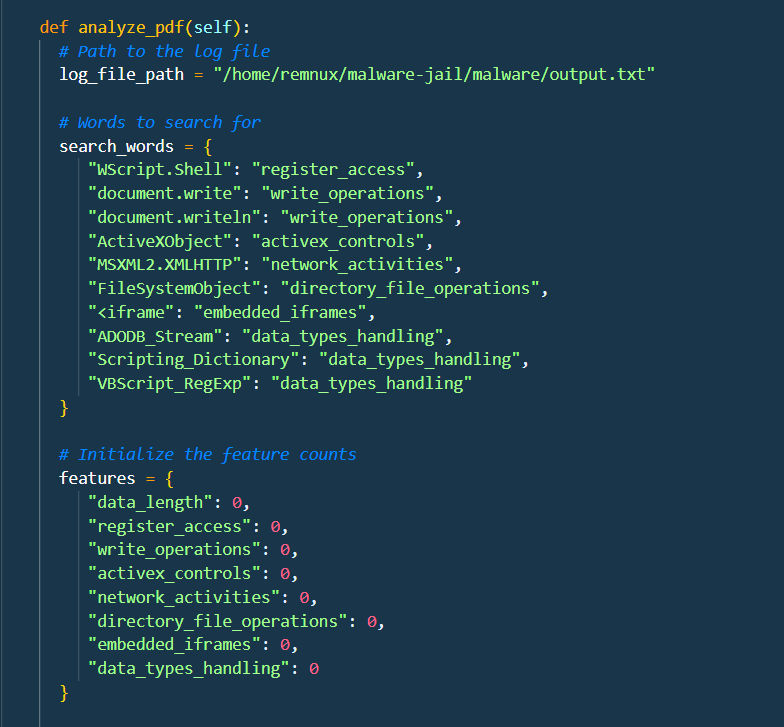 def analyze_pdf(self):
# Path to the log file
log_file_path = "/home/remnux/malware-jail/malware/output.txt"
# Words to search for
search_words = {
"WScript.Shell": "register_access",
"document.write": "write_operations",
"document.writeln": "write_operations",
"ActiveXObject": "activex_controls",
"MSXML2.XMLHTTP": "network_activities",
"FileSystemObject": "directory_file_operations",
"<iframe": "embedded_iframes",
"ADODB_Stream": "data_types_handling",
"Scripting_Dictionary": "data_types_handling",
"VBScript_RegExp": "data_types_handling"
}
# Initialize the feature counts
features = {
"data_length": 0,
"register_access": 0,
"write_operations": 0,
"activex_controls": 0,
"network_activities": 0,
"directory_file_operations": 0,
"embedded_iframes": 0,
"data_types_handling": 0
}